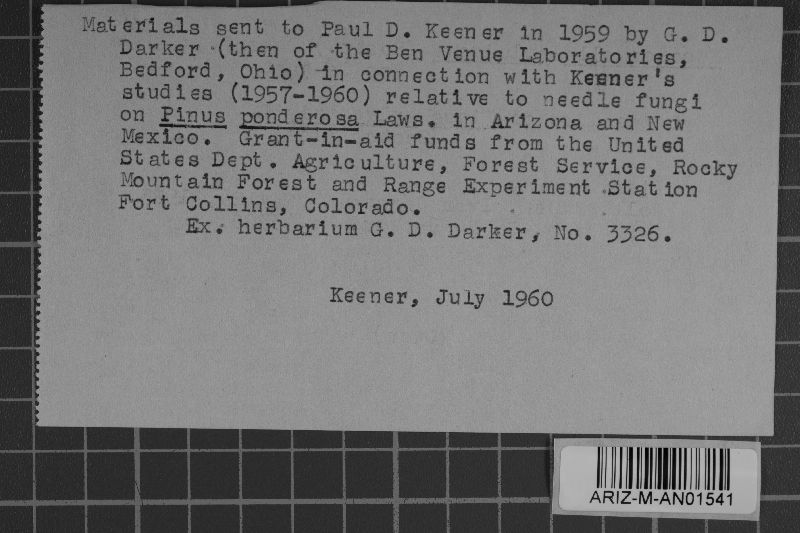 Materials sent to Paul D. Keener in 1959 by G. D.
Darker (then of the Ben Venue Laboratories,
Bedford, Ohio) in connection with Keener's
studies (1957-1960) relative to needle fungi
on Pinus ponderosa Laws. in Arizona and New
Mexico. Grant-in-aid funds from the United
States Dept. Agriculture, Forest Service, Rocky
Mountain Forest and Range Experiment Station
Fort Collins, Colorado.
Ex. herbarium G. D. Darker, No. 3326.
Keener, July 1960
ARIZ-M-AN01541